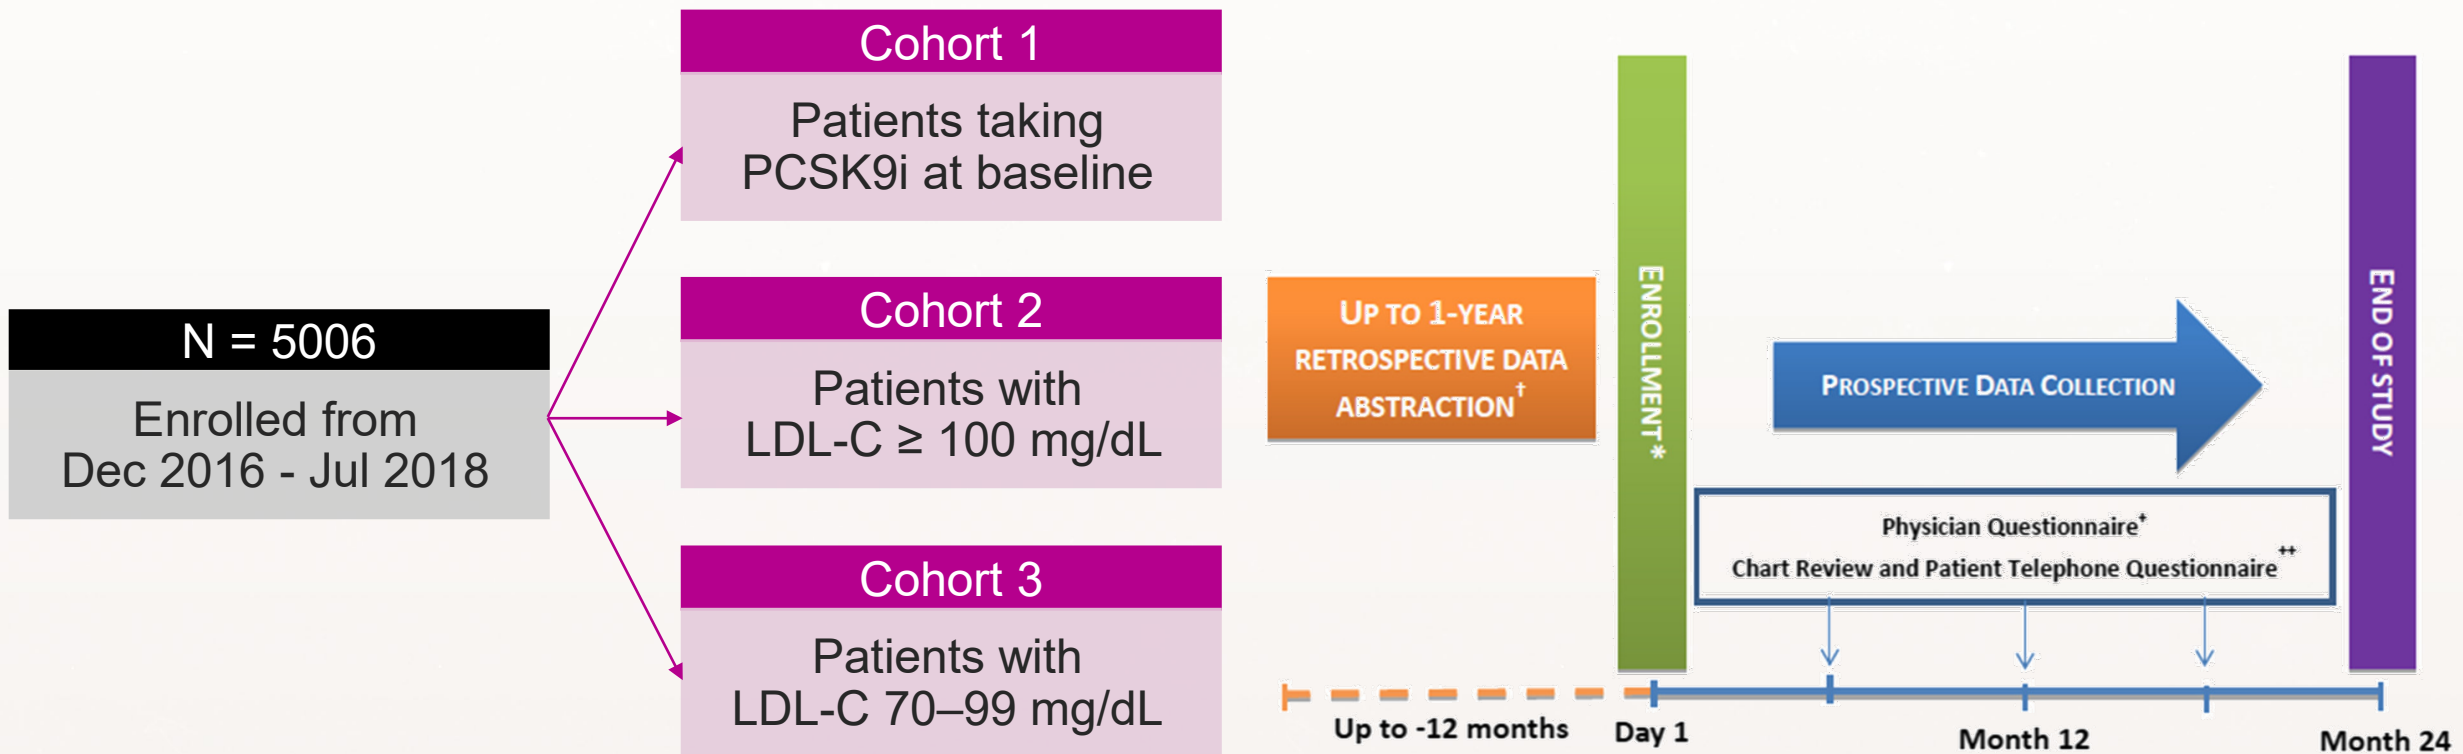 N = 5006
Enrolled from
Dec 2016 - Jul 2018
Cohort 1
Patients taking
PCSK9i at baseline
Cohort 2
Patients with
LDL-C ≥ 100 mg/dL
Cohort 3
Patients with
LDL-C 70–99 mg/dL
UP TO 1-YEAR
RETROSPECTIVE DATA
ABSTRACTION†
ENROLLMENT*
PROSPECTIVE DATA COLLECTION
Physician Questionnaire⁺
Chart Review and Patient Telephone Questionnaire⁺⁺
END OF STUDY
Up to -12 months
Day 1
Month 12
Month 24